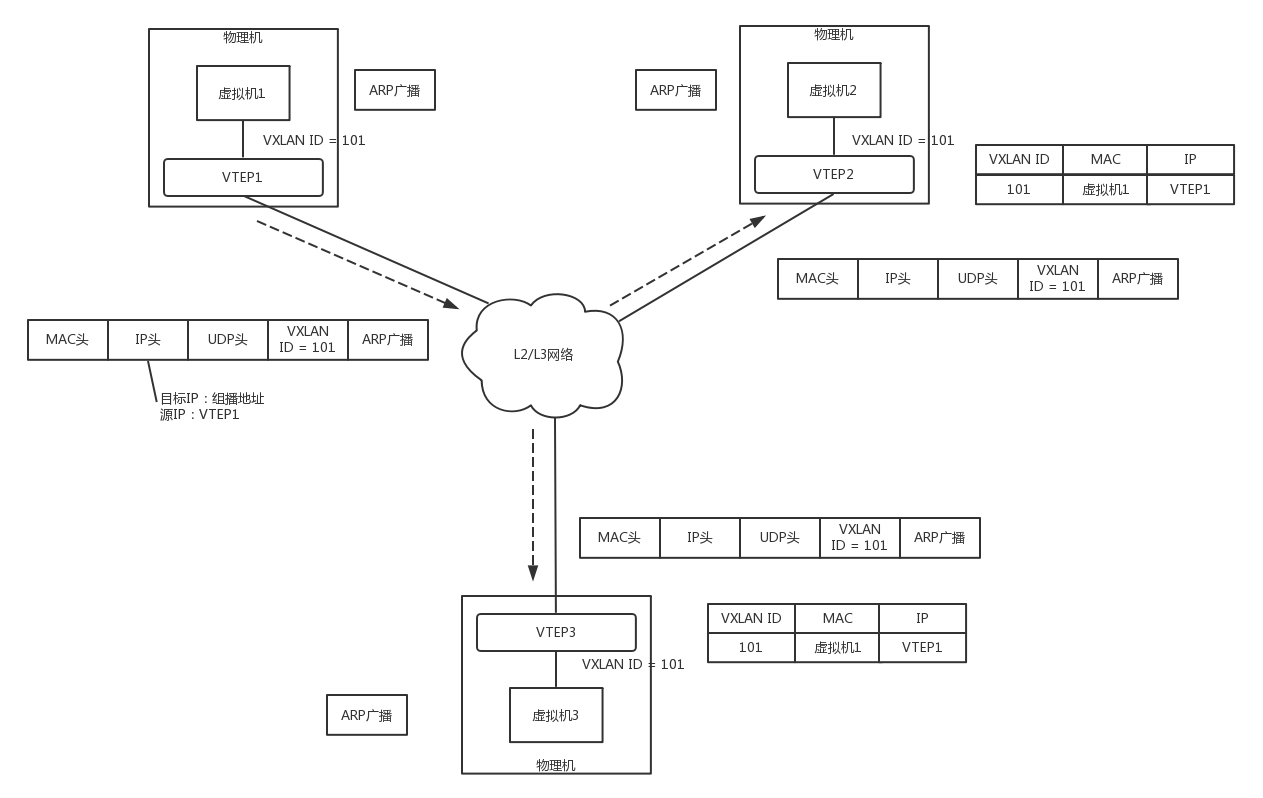 物理机
虚拟机1
ARP广播
VXLAN ID = 101
VTEP1
物理机
ARP广播
虚拟机2
VXLAN ID = 101
VTEP2
VXLAN ID MAC IP
101 虚拟机1 VTEP1
MAC头 IP头 UDP头 VXLAN ID = 101 ARP广播
MAC头 IP头 UDP头 VXLAN ID = 101 ARP广播
目标IP：组播地址
源IP：VTEP1
L2/L3网络
MAC头 IP头 UDP头 VXLAN ID = 101 ARP广播
VTEP3
VXLAN ID = 101
VXLAN ID MAC IP
101 虚拟机1 VTEP1
ARP广播
虚拟机3
物理机